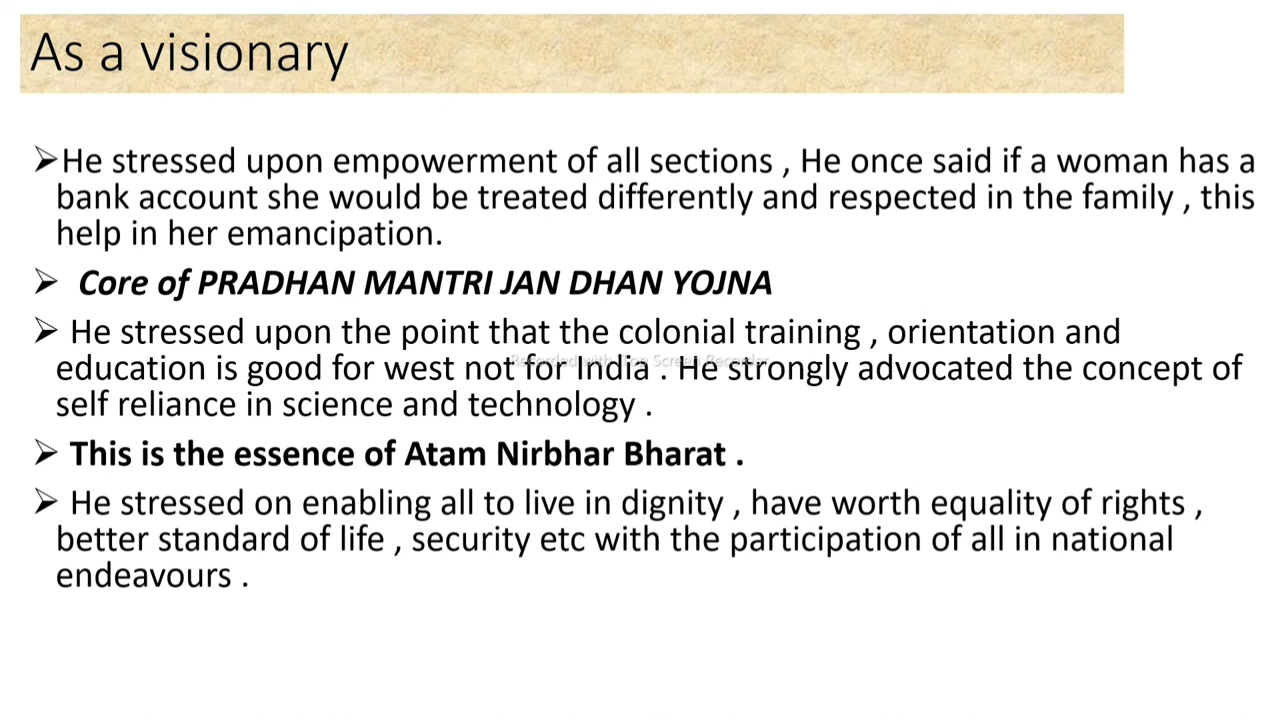 As a visionary
➢He stressed upon empowerment of all sections , He once said if a woman has a
bank account she would be treated differently and respected in the family , this
help in her emancipation.
➢ Core of PRADHAN MANTRI JAN DHAN YOJNA
➢ He stressed upon the point that the colonial training , orientation and
education is good for west not for India . He strongly advocated the concept of
self reliance in science and technology .
➢ This is the essence of Atam Nirbhar Bharat .
➢ He stressed on enabling all to live in dignity , have worth equality of rights ,
better standard of life , security etc with the participation of all in national
endeavours .
Recorded with Screen Recorder